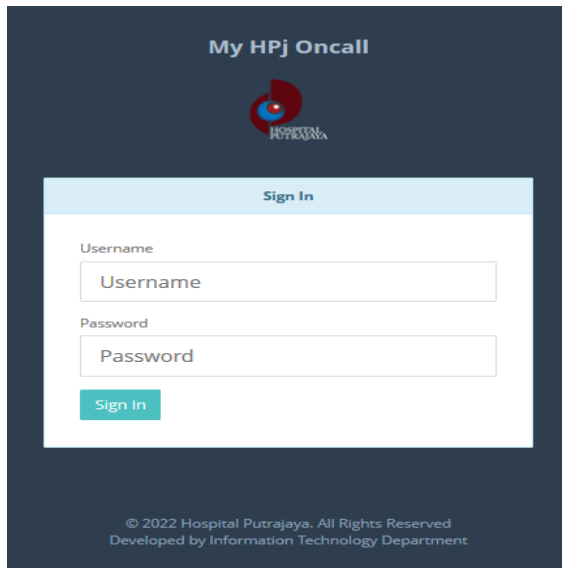 My HPj Oncall
HOSPITAL
PUTRAJAYA
Sign In
Username
Username
Password
Password
Sign In
© 2022 Hospital Putrajaya. All Rights Reserved
Developed by Information Technology Department